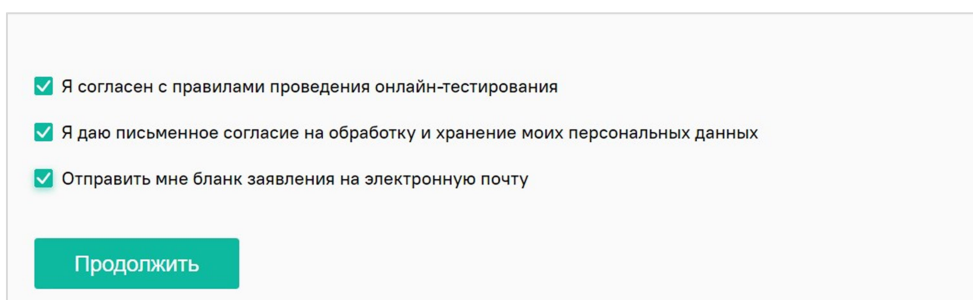 Я согласен с правилами проведения онлайн-тестирования
Я даю письменное согласие на обработку и хранение моих персональных данных
Отправить мне бланк заявления на электронную почту
Продолжить